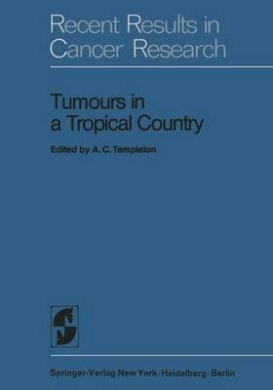 Recent Results in
Cancer Research
Tumours in
a Tropical Country
Edited by A. C. Templeton
Springer-Verlag New York · Heidelberg · Berlin